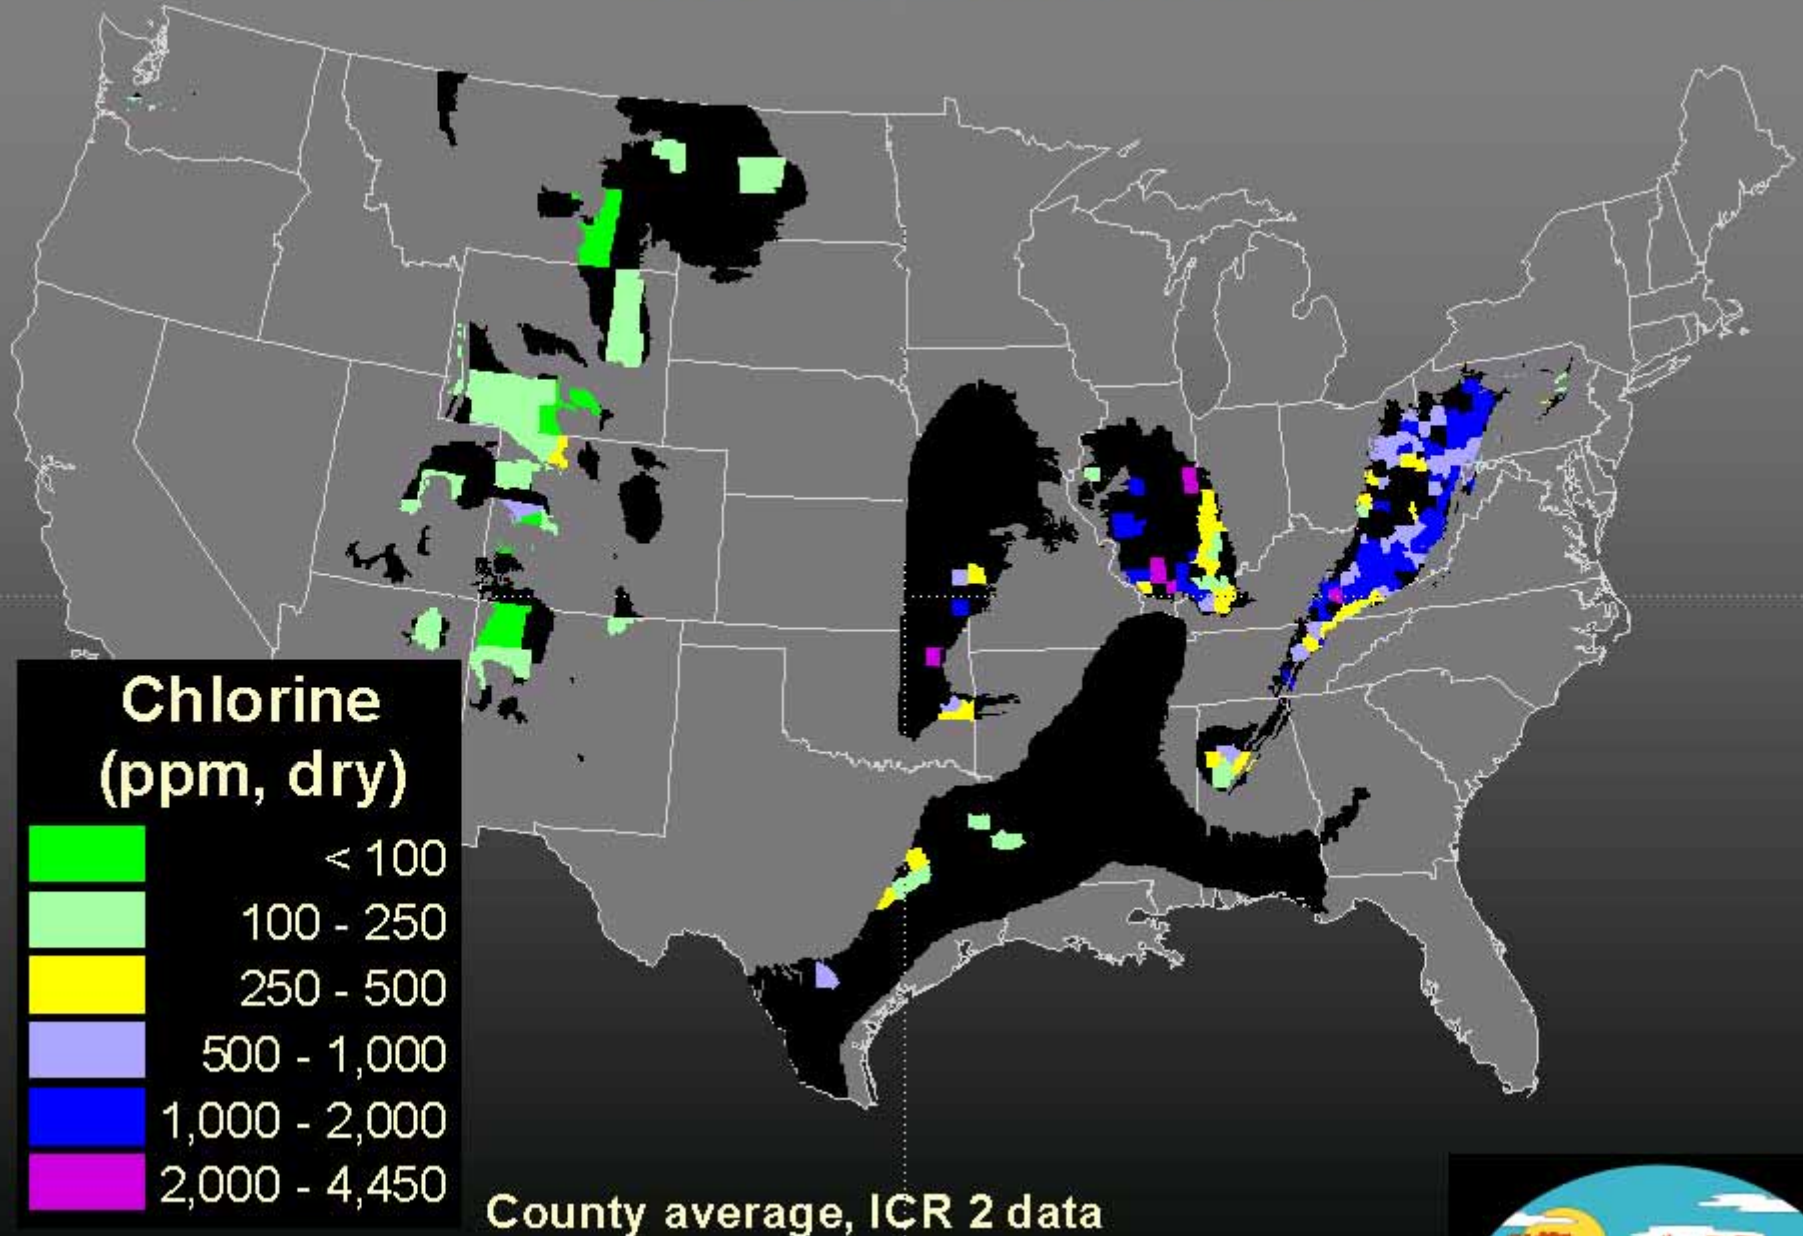 Chlorine
(ppm, dry)
< 100
100 - 250
250 - 500
500 - 1,000
1,000 - 2,000
2,000 - 4,450
County average, ICR 2 data